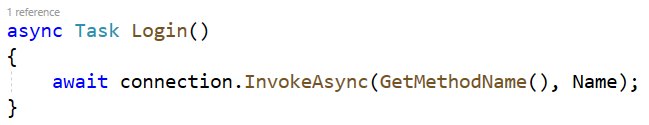 1 reference
async Task Login()
{
    await connection.InvokeAsync(GetMethodName(), Name);
}